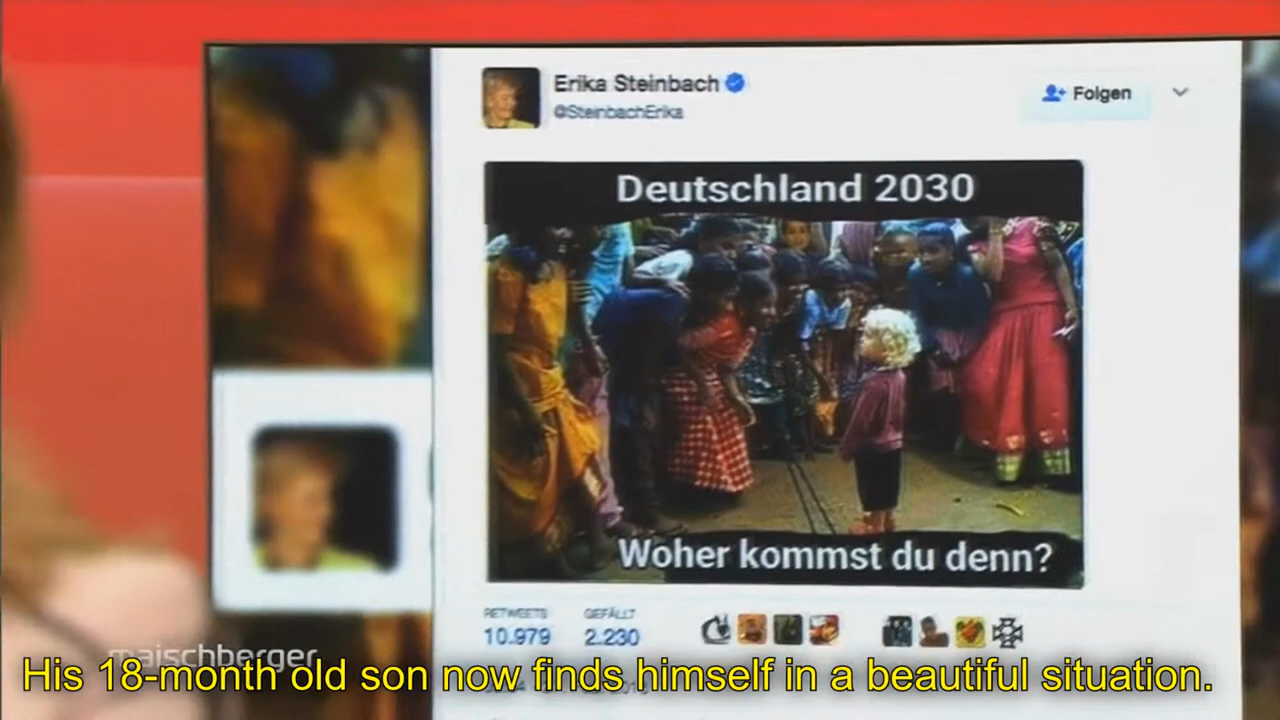 Erika Steinbach
@SteinbachErika
Folgen
Deutschland 2030
Woher kommst du denn?
RETWEETS GEFÄLLT
10.979 2.230
maischberger
His 18-month old son now finds himself in a beautiful situation.